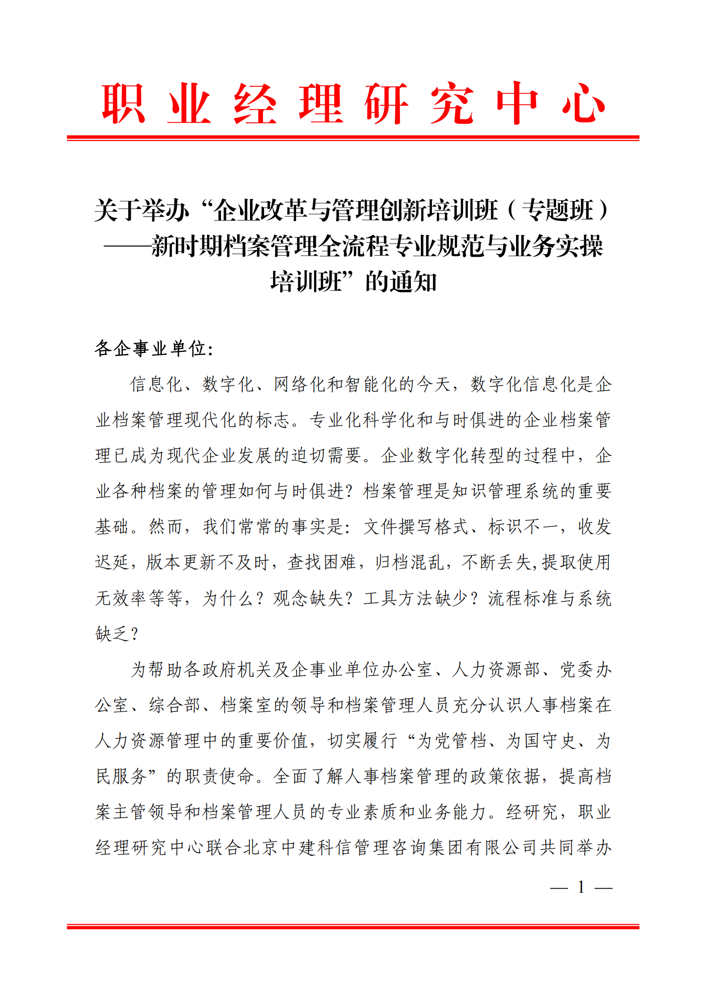 职业经理研究中心
关于举办“企业改革与管理创新培训班（专题班）
——新时期档案管理全流程专业规范与业务实操
培训班”的通知
各企事业单位：
信息化、数字化、网络化和智能化的今天，数字化信息化是企
业档案管理现代化的标志。专业化科学化和与时俱进的企业档案管
理已成为现代企业发展的迫切需要。企业数字化转型的过程中，企
业各种档案的管理如何与时俱进？档案管理是知识管理系统的重要
基础。然而，我们常常的事实是：文件撰写格式、标识不一，收发
迟延，版本更新不及时，查找困难，归档混乱，不断丢失,提取使用
无效率等等，为什么？观念缺失？工具方法缺少？流程标准与系统
缺乏？
为帮助各政府机关及企事业单位办公室、人力资源部、党委办
公室、综合部、档案室的领导和档案管理人员充分认识人事档案在
人力资源管理中的重要价值，切实履行“为党管档、为国守史、为
民服务”的职责使命。全面了解人事档案管理的政策依据，提高档
案主管领导和档案管理人员的专业素质和业务能力。经研究，职业
经理研究中心联合北京中建科信管理咨询集团有限公司共同举办
— 1 —